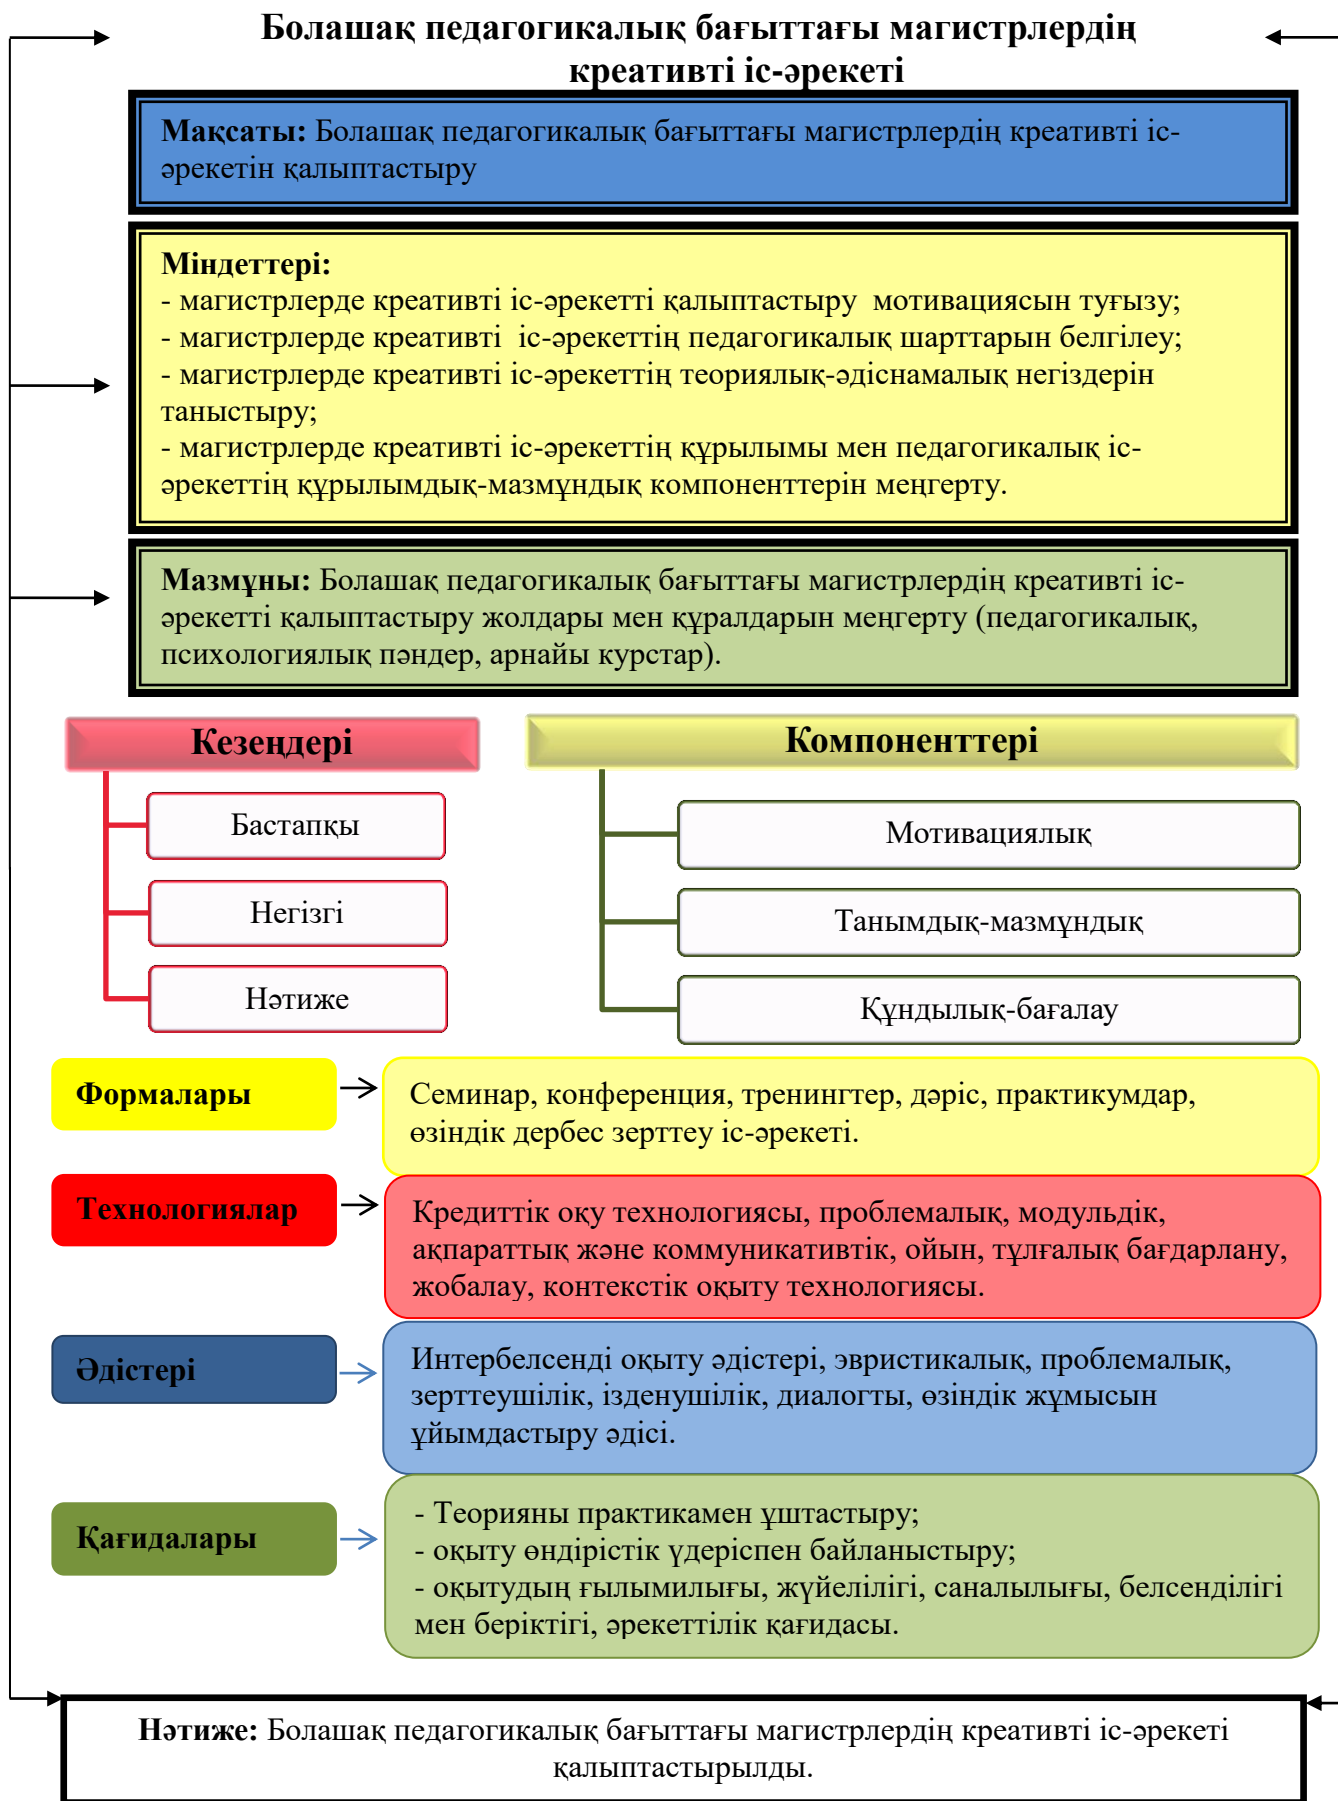 Болашақ педагогикалық бағыттағы магистрлердің
креативті іс-әрекеті
Мақсаты: Болашақ педагогикалық бағыттағы магистрлердің креативті іс-
әрекетін қалыптастыру
Міндеттері:
- магистрлерде креативті іс-әрекетті қалыптастыру мотивациясын туғызу;
- магистрлерде креативті іс-әрекеттің педагогикалық шарттарын белгілеу;
- магистрлерде креативті іс-әрекеттің теориялық-әдіснамалық негіздерін
таныстыру;
- магистрлерде креативті іс-әрекеттің құрылымы мен педагогикалық іс-
әрекеттің құрылымдық-мазмұндық компоненттерін меңгерту.
Мазмұны: Болашақ педагогикалық бағыттағы магистрлердің креативті іс-
әрекетті қалыптастыру жолдары мен құралдарын меңгерту (педагогикалық,
психологиялық пәндер, арнайы курстар).
Кезеңдері
Бастапқы
Негізгі
Нәтиже
Компоненттері
Мотивациялық
Танымдық-мазмұндық
Құндылық-бағалау
Формалары
Семинар, конференция, тренингтер, дәріс, практикумдар,
өзіндік дербес зерттеу іс-әрекеті.
Технологиялар
Кредиттік оқу технологиясы, проблемалық, модульдік,
ақпараттық және коммуникативтік, ойын, тұлғалық бағдарлану,
жобалау, контекстік оқыту технологиясы.
Әдістері
Интербелсенді оқыту әдістері, эвристикалық, проблемалық,
зерттеушілік, ізденушілік, диалогты, өзіндік жұмысын
ұйымдастыру әдісі.
Қағидалары
- Теорияны практикамен ұштастыру;
- оқыту өндірістік үдеріспен байланыстыру;
- оқытудың ғылымилығы, жүйелілігі, саналылығы, белсенділігі
мен беріктігі, әрекеттілік қағидасы.
Нәтиже: Болашақ педагогикалық бағыттағы магистрлердің креативті іс-әрекеті
қалыптастырылды.